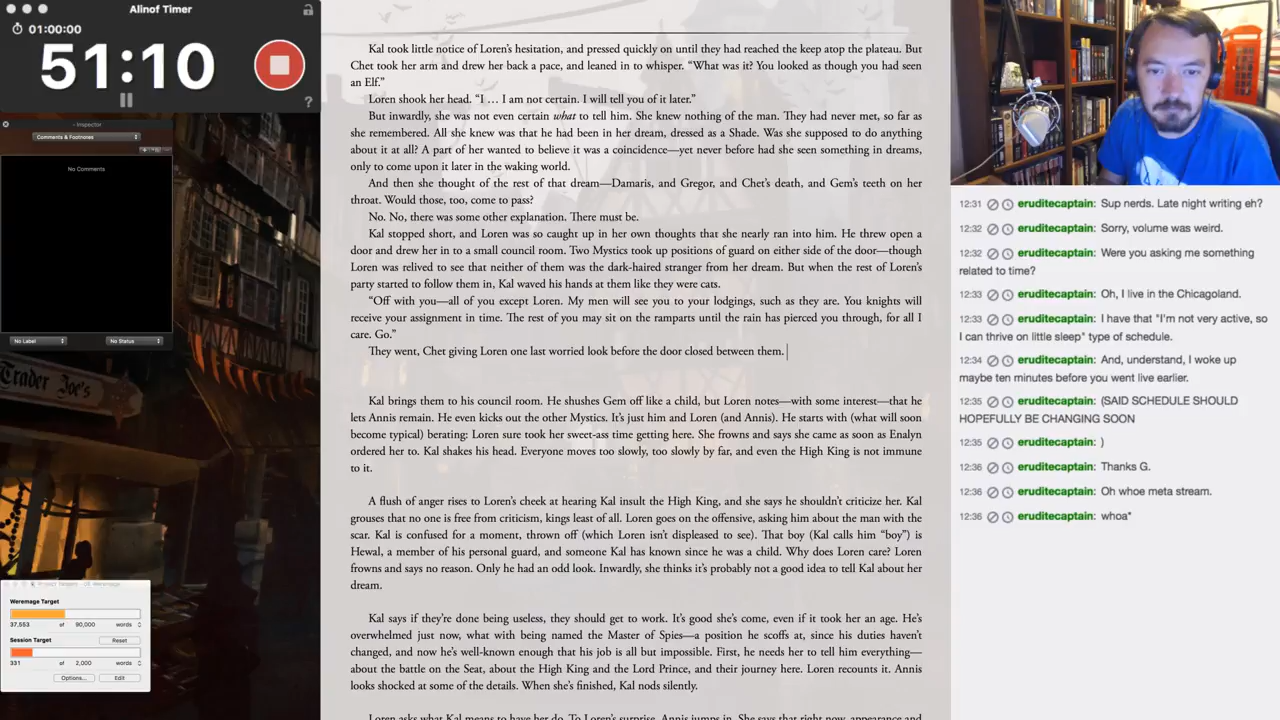 Alinof Timer
01:00:00
51:10
?
- Inspector
Comments & Footnotes
No Comments
No Label
No Status
Trader Joe's
Weremage Target
37,553 of 90,000 words
Session Target
Reset
331 of 2,000 words
Options...
Edit
Kal took little notice of Loren's hesitation, and pressed quickly on until they had reached the keep atop the plateau. But
Chet took her arm and drew her back a pace, and leaned in to whisper. “What was it? You looked as though you had seen
an Elf.”
Loren shook her head. “I … I am not certain. I will tell you of it later.”
But inwardly, she was not even certain what to tell him. She knew nothing of the man. They had never met, so far as
she remembered. All she knew was that he had been in her dream, dressed as a Shade. Was she supposed to do anything
about it at all? A part of her wanted to believe it was a coincidence—yet never before had she seen something in dreams,
only to come upon it later in the waking world.
And then she thought of the rest of that dream—Damaris, and Gregor, and Chet's death, and Gem's teeth on her
throat. Would those, too, come to pass?
No. No, there was some other explanation. There must be.
Kal stopped short, and Loren was so caught up in her own thoughts that she nearly ran into him. He threw open a
door and drew her in to a small council room. Two Mystics took up positions of guard on either side of the door—though
Loren was relived to see that neither of them was the dark-haired stranger from her dream. But when the rest of Loren's
party started to follow them in, Kal waved his hands at them like they were cats.
“Off with you—all of you except Loren. My men will see you to your lodgings, such as they are. You knights will
receive your assignment in time. The rest of you may sit on the ramparts until the rain has pierced you through, for all I
care. Go.”
They went, Chet giving Loren one last worried look before the door closed between them.
Kal brings them to his council room. He shushes Gem off like a child, but Loren notes—with some interest—that he
lets Annis remain. He even kicks out the other Mystics. It's just him and Loren (and Annis). He starts with (what will soon
become typical) berating: Loren sure took her sweet-ass time getting here. She frowns and says she came as soon as Enalyn
ordered her to. Kal shakes his head. Everyone moves too slowly, too slowly by far, and even the High King is not immune
to it.
A flush of anger rises to Loren's cheek at hearing Kal insult the High King, and she says he shouldn't criticize her. Kal
grouses that no one is free from criticism, kings least of all. Loren goes on the offensive, asking him about the man with the
scar. Kal is confused for a moment, thrown off (which Loren isn't displeased to see). That boy (Kal calls him “boy”) is
Hewal, a member of his personal guard, and someone Kal has known since he was a child. Why does Loren care? Loren
frowns and says no reason. Only he had an odd look. Inwardly, she thinks it's probably not a good idea to tell Kal about her
dream.
Kal says if they're done being useless, they should get to work. It's good she's come, even if it took her an age. He's
overwhelmed just now, what with being named the Master of Spies—a position he scoffs at, since his duties haven't
changed, and now he's well-known enough that his job is all but impossible. First, he needs her to tell him everything—
about the battle on the Seat, about the High King and the Lord Prince, and their journey here. Loren recounts it. Annis
looks shocked at some of the details. When she's finished, Kal nods silently.
Loren asks what Kal means to have her do. To Loren's surprise, Annis jumps in. She says that right now, appearance and
12:31 eruditecaptain: Sup nerds. Late night writing eh?
12:32 eruditecaptain: Sorry, volume was weird.
12:32 eruditecaptain: Were you asking me something
related to time?
12:33 eruditecaptain: Oh, I live in the Chicagoland.
12:33 eruditecaptain: I have that "I'm not very active, so
I can thrive on little sleep" type of schedule.
12:34 eruditecaptain: And, understand, I woke up
maybe ten minutes before you went live earlier.
12:35 eruditecaptain: (SAID SCHEDULE SHOULD
HOPEFULLY BE CHANGING SOON
12:35 eruditecaptain: )
12:36 eruditecaptain: Thanks G.
12:36 eruditecaptain: Oh whoe meta stream.
12:36 eruditecaptain: whoa*